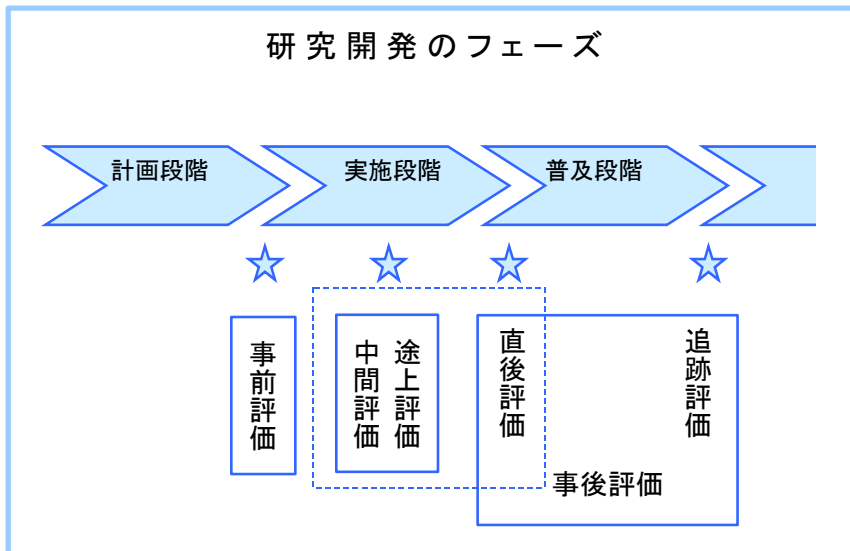 研究開発のフェーズ
計画段階
実施段階
普及段階
事前評価
途上評価
中間評価
直後評価
追跡評価
事後評価